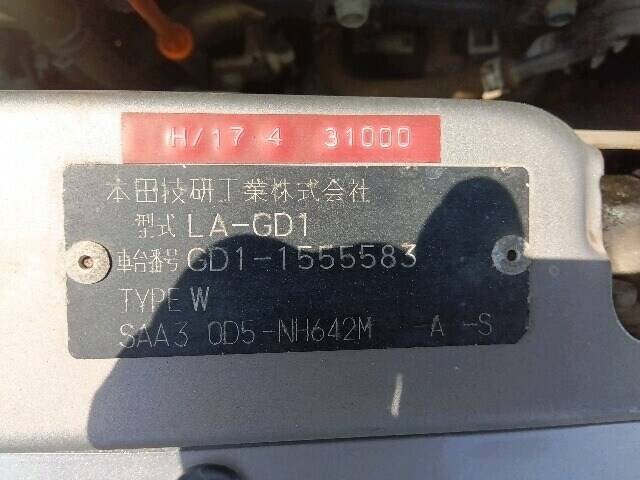 H/17 4 31000
本田技研工業株式会社
型式 LA-GD1
車台番号 GD1-1555583
TYPE W
SAA3 0D5-NH642M -A -S